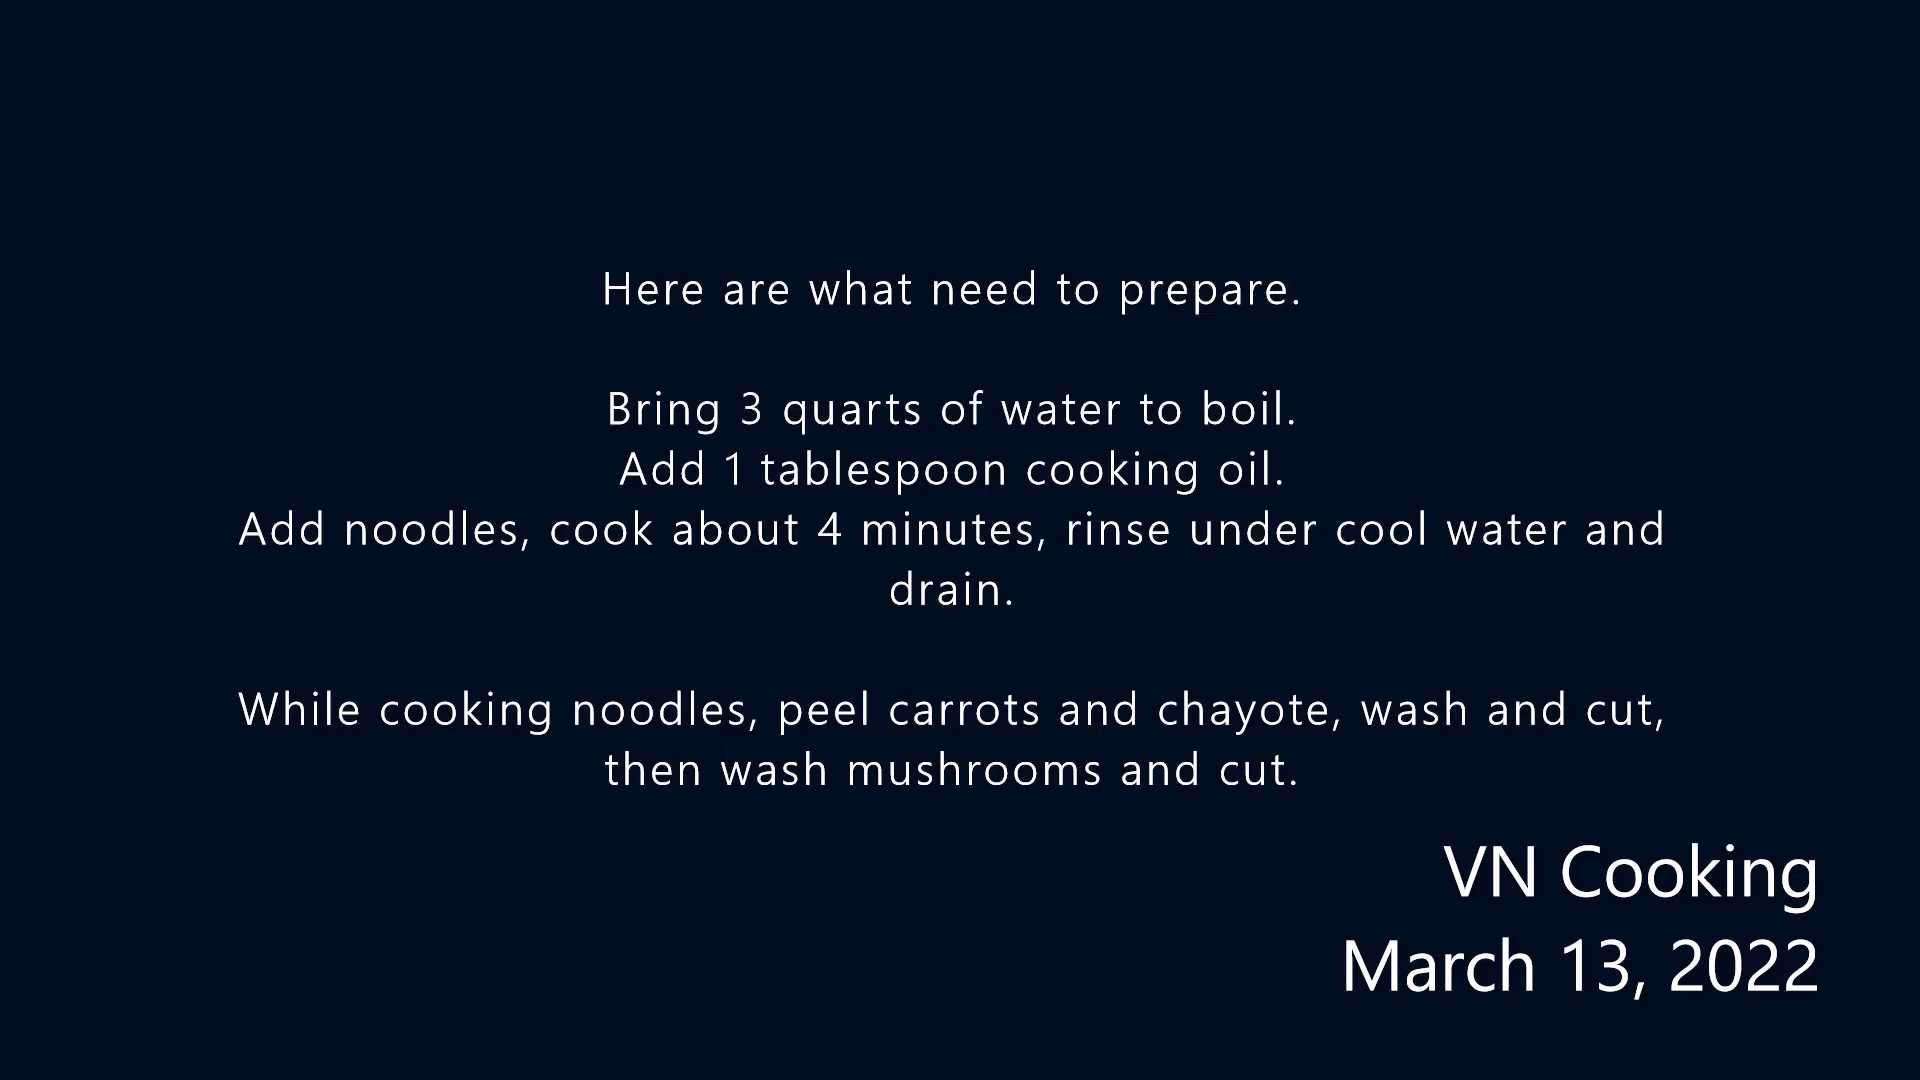 Here are what need to prepare.
Bring 3 quarts of water to boil.
Add 1 tablespoon cooking oil.
Add noodles, cook about 4 minutes, rinse under cool water and
drain.
While cooking noodles, peel carrots and chayote, wash and cut,
then wash mushrooms and cut.
VN Cooking
March 13, 2022